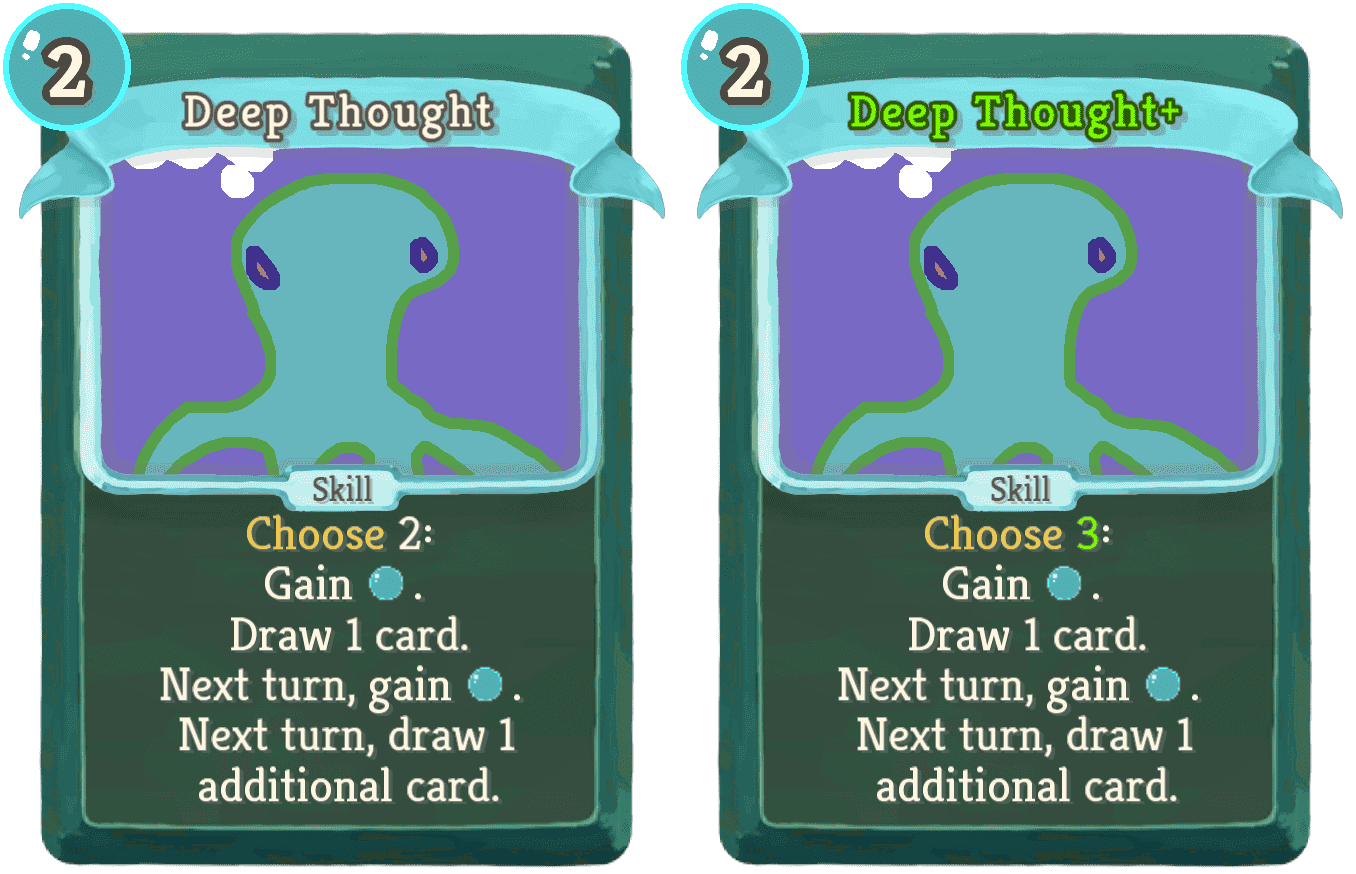 2
Deep Thought
Skill
Choose 2:
Gain .
Draw 1 card.
Next turn, gain .
Next turn, draw 1
additional card.
2
Deep Thought+
Skill
Choose 3:
Gain .
Draw 1 card.
Next turn, gain .
Next turn, draw 1
additional card.